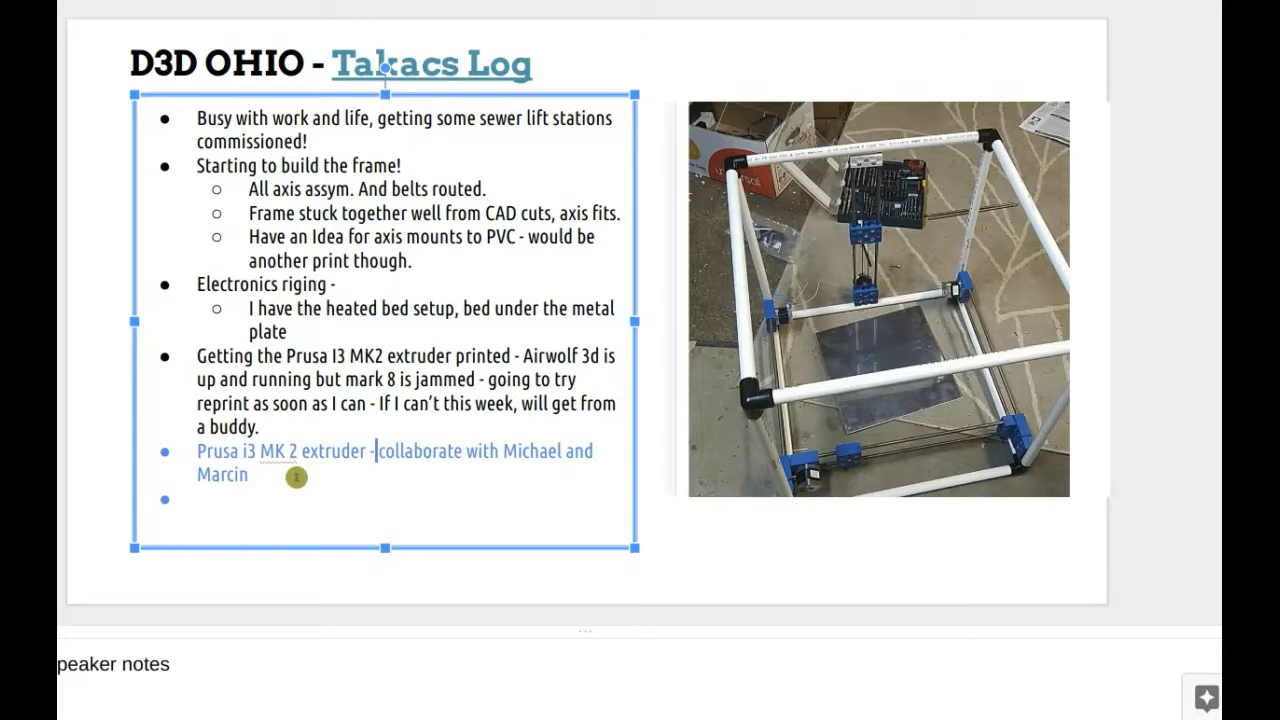 D3D OHIO - Takacs Log
● Busy with work and life, getting some sewer lift stations
commissioned!
● Starting to build the frame!
○ All axis assym. And belts routed.
○ Frame stuck together well from CAD cuts, axis fits.
○ Have an Idea for axis mounts to PVC - would be
another print though.
● Electronics riging -
○ I have the heated bed setup, bed under the metal
plate
● Getting the Prusa I3 MK2 extruder printed - Airwolf 3d is
up and running but mark 8 is jammed - going to try
reprint as soon as I can - If I can't this week, will get from
a buddy.
● Prusa i3 MK 2 extruder - collaborate with Michael and
Marcin
●
peaker notes